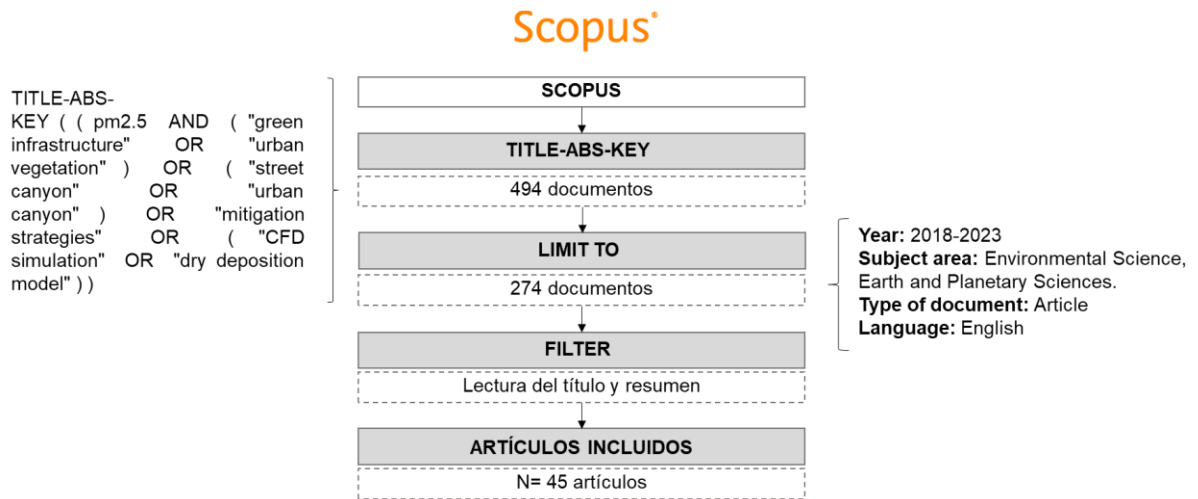 Scopus®
TITLE-ABS-
KEY ( ( pm2.5 AND ( "green
infrastructure" OR "urban
vegetation" ) OR ( "street
canyon" OR "urban
canyon" ) OR "mitigation
strategies" OR ( "CFD
simulation" OR "dry deposition
model" ) )
SCOPUS
TITLE-ABS-KEY
494 documentos
LIMIT TO
274 documentos
FILTER
Lectura del título y resumen
ARTÍCULOS INCLUIDOS
N= 45 artículos
Year: 2018-2023
Subject area: Environmental Science,
Earth and Planetary Sciences.
Type of document: Article
Language: English